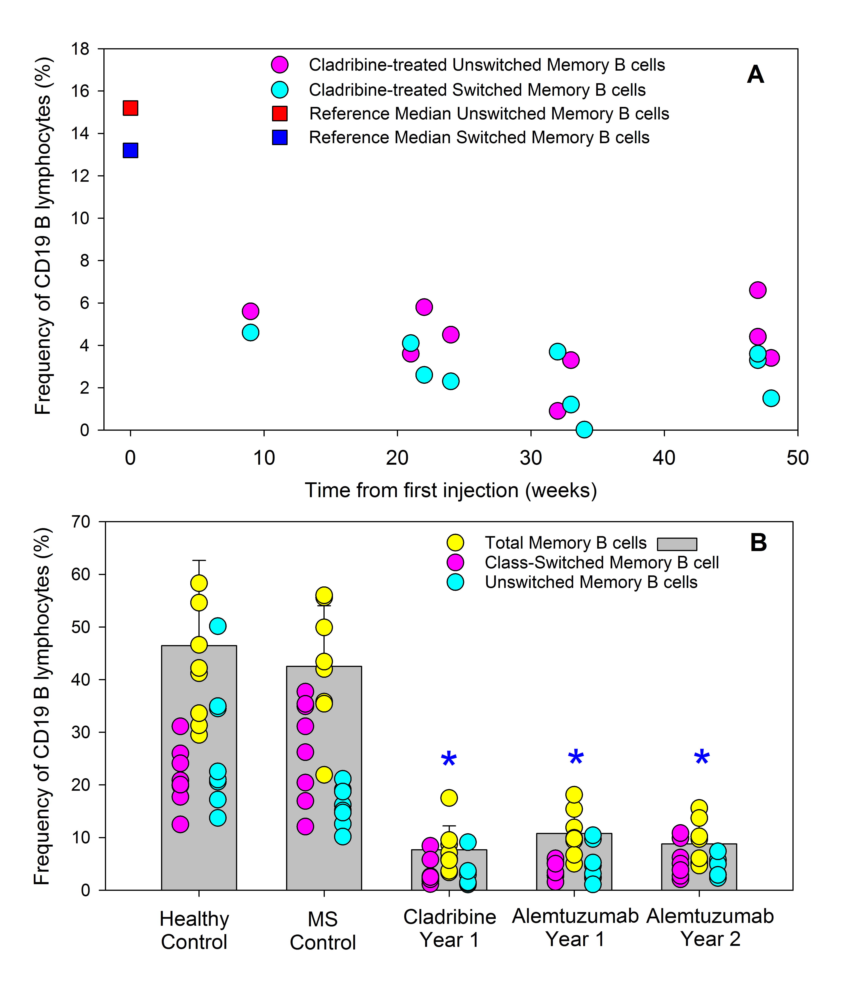 18
16
14
12
10
8
6
4
2
0
Frequency of CD19 B lymphocytes (%)
Cladribine-treated Unswitched Memory B cells
Cladribine-treated Switched Memory B cells
Reference Median Unswitched Memory B cells
Reference Median Switched Memory B cells
A
0 10 20 30 40 50
Time from first injection (weeks)
70
60
50
40
30
20
10
0
Frequency of CD19 B lymphocytes (%)
Total Memory B cells
Class-Switched Memory B cell
Unswitched Memory B cells
B
* * *
Healthy Control
MS Control
Cladribine Year 1
Alemtuzumab Year 1
Alemtuzumab Year 2